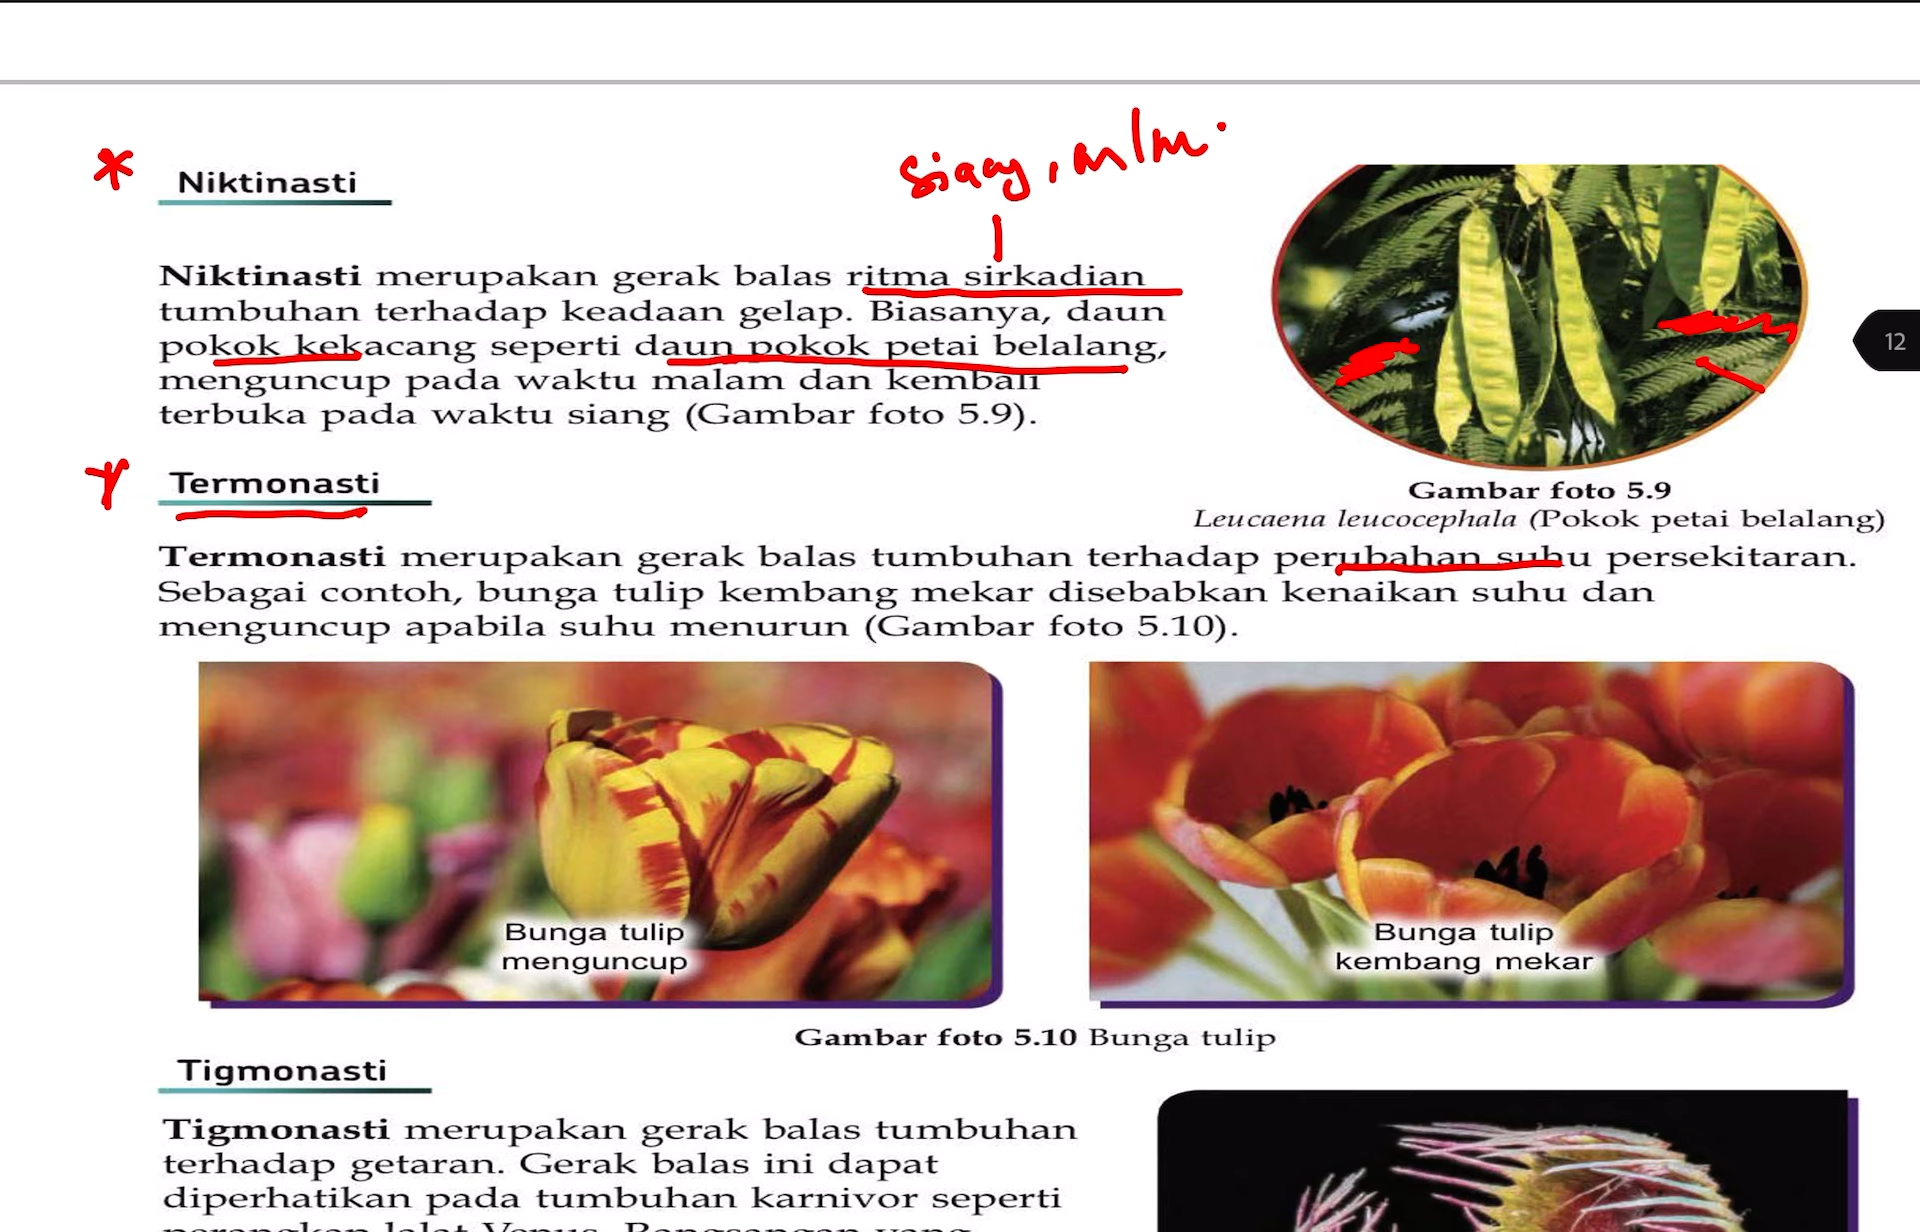 siang, mlm.
Niktinasti
Niktinasti merupakan gerak balas ritma sirkadian
tumbuhan terhadap keadaan gelap. Biasanya, daun
pokok kekacang seperti daun pokok petai belalang,
menguncup pada waktu malam dan kembali
terbuka pada waktu siang (Gambar foto 5.9).
12
Gambar foto 5.9
Leucaena leucocephala (Pokok petai belalang)
Termonasti
Termonasti merupakan gerak balas tumbuhan terhadap perubahan suhu persekitaran.
Sebagai contoh, bunga tulip kembang mekar disebabkan kenaikan suhu dan
menguncup apabila suhu menurun (Gambar foto 5.10).
Bunga tulip
menguncup
Bunga tulip
kembang mekar
Gambar foto 5.10 Bunga tulip
Tigmonasti
Tigmonasti merupakan gerak balas tumbuhan
terhadap getaran. Gerak balas ini dapat
diperhatikan pada tumbuhan karnivor seperti
perangkap lalat Venus. Rangsangan yang